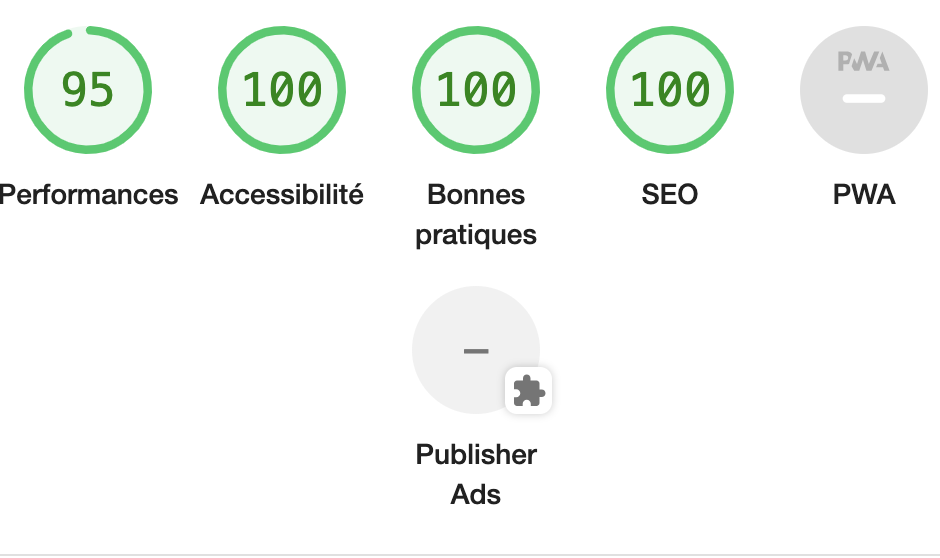 95
100
100
100
PWA
—
Performances
Accessibilité
Bonnes
pratiques
SEO
PWA
—
Publisher
Ads